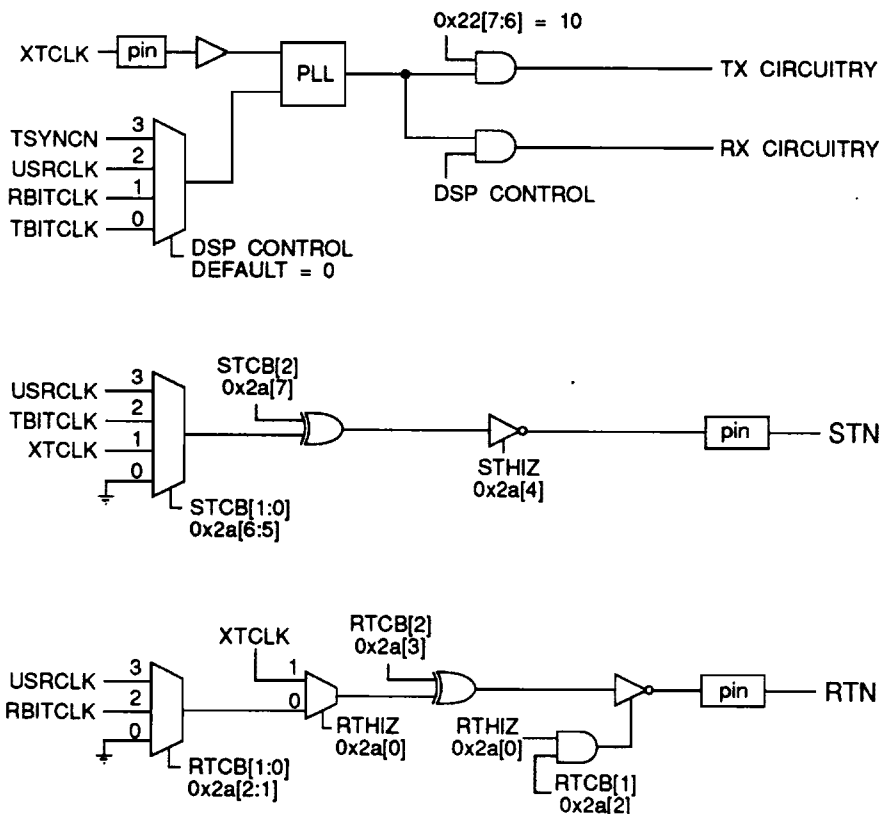 0x22[7:6] = 10
XTCLK
pin
PLL
TX CIRCUITRY
TSYNCN
3
USRCLK
2
RBITCLK
1
TBITCLK
0
RX CIRCUITRY
DSP CONTROL
DSP CONTROL
DEFAULT = 0
STCB[2]
0x2a[7]
USRCLK
3
TBITCLK
2
XTCLK
1
0
pin
STN
STHIZ
0x2a[4]
STCB[1:0]
0x2a[6:5]
XTCLK
RTCB[2]
0x2a[3]
USRCLK
3
RBITCLK
2
0
1
0
pin
RTN
RTHIZ
0x2a[0]
RTHIZ
0x2a[0]
RTCB[1:0]
0x2a[2:1]
RTCB[1]
0x2a[2]